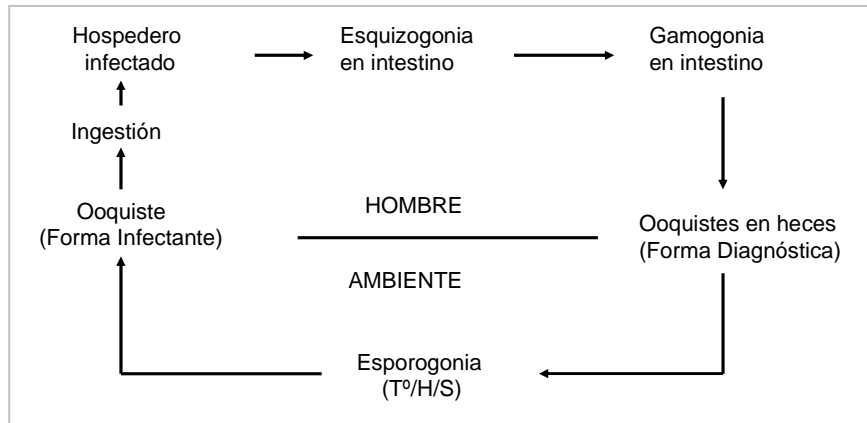 Hospedero
infectado
Esquizogonia
en intestino
Gamogonia
en intestino
Ingestión
Ooquiste
(Forma Infectante)
HOMBRE
Ooquistes en heces
(Forma Diagnóstica)
AMBIENTE
Esporogonia
(Tº/H/S)